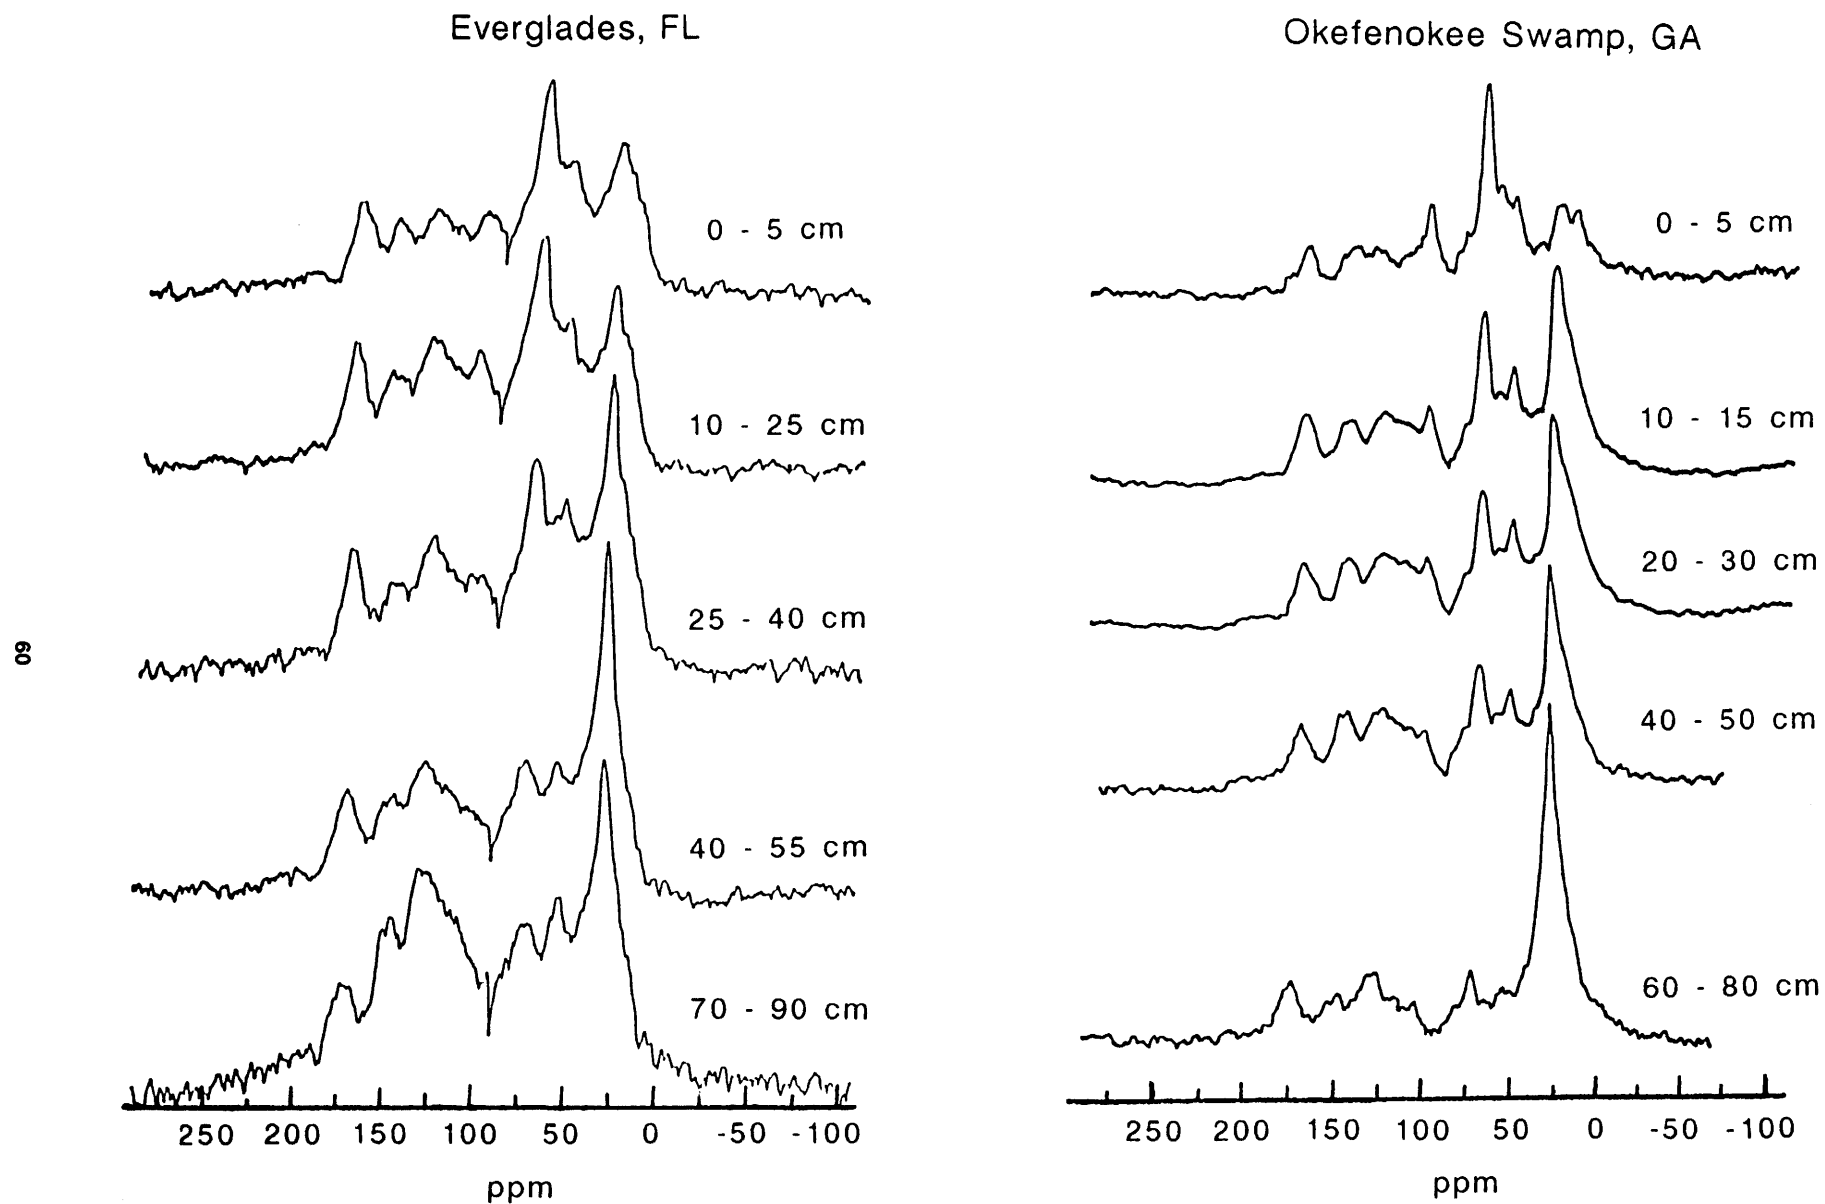 Everglades, FL
0 - 5 cm
10 - 25 cm
25 - 40 cm
40 - 55 cm
70 - 90 cm
250 200 150 100 50 0 -50 -100
ppm
Okefenokee Swamp, GA
0 - 5 cm
10 - 15 cm
20 - 30 cm
40 - 50 cm
60 - 80 cm
250 200 150 100 50 0 -50 -100
ppm
60